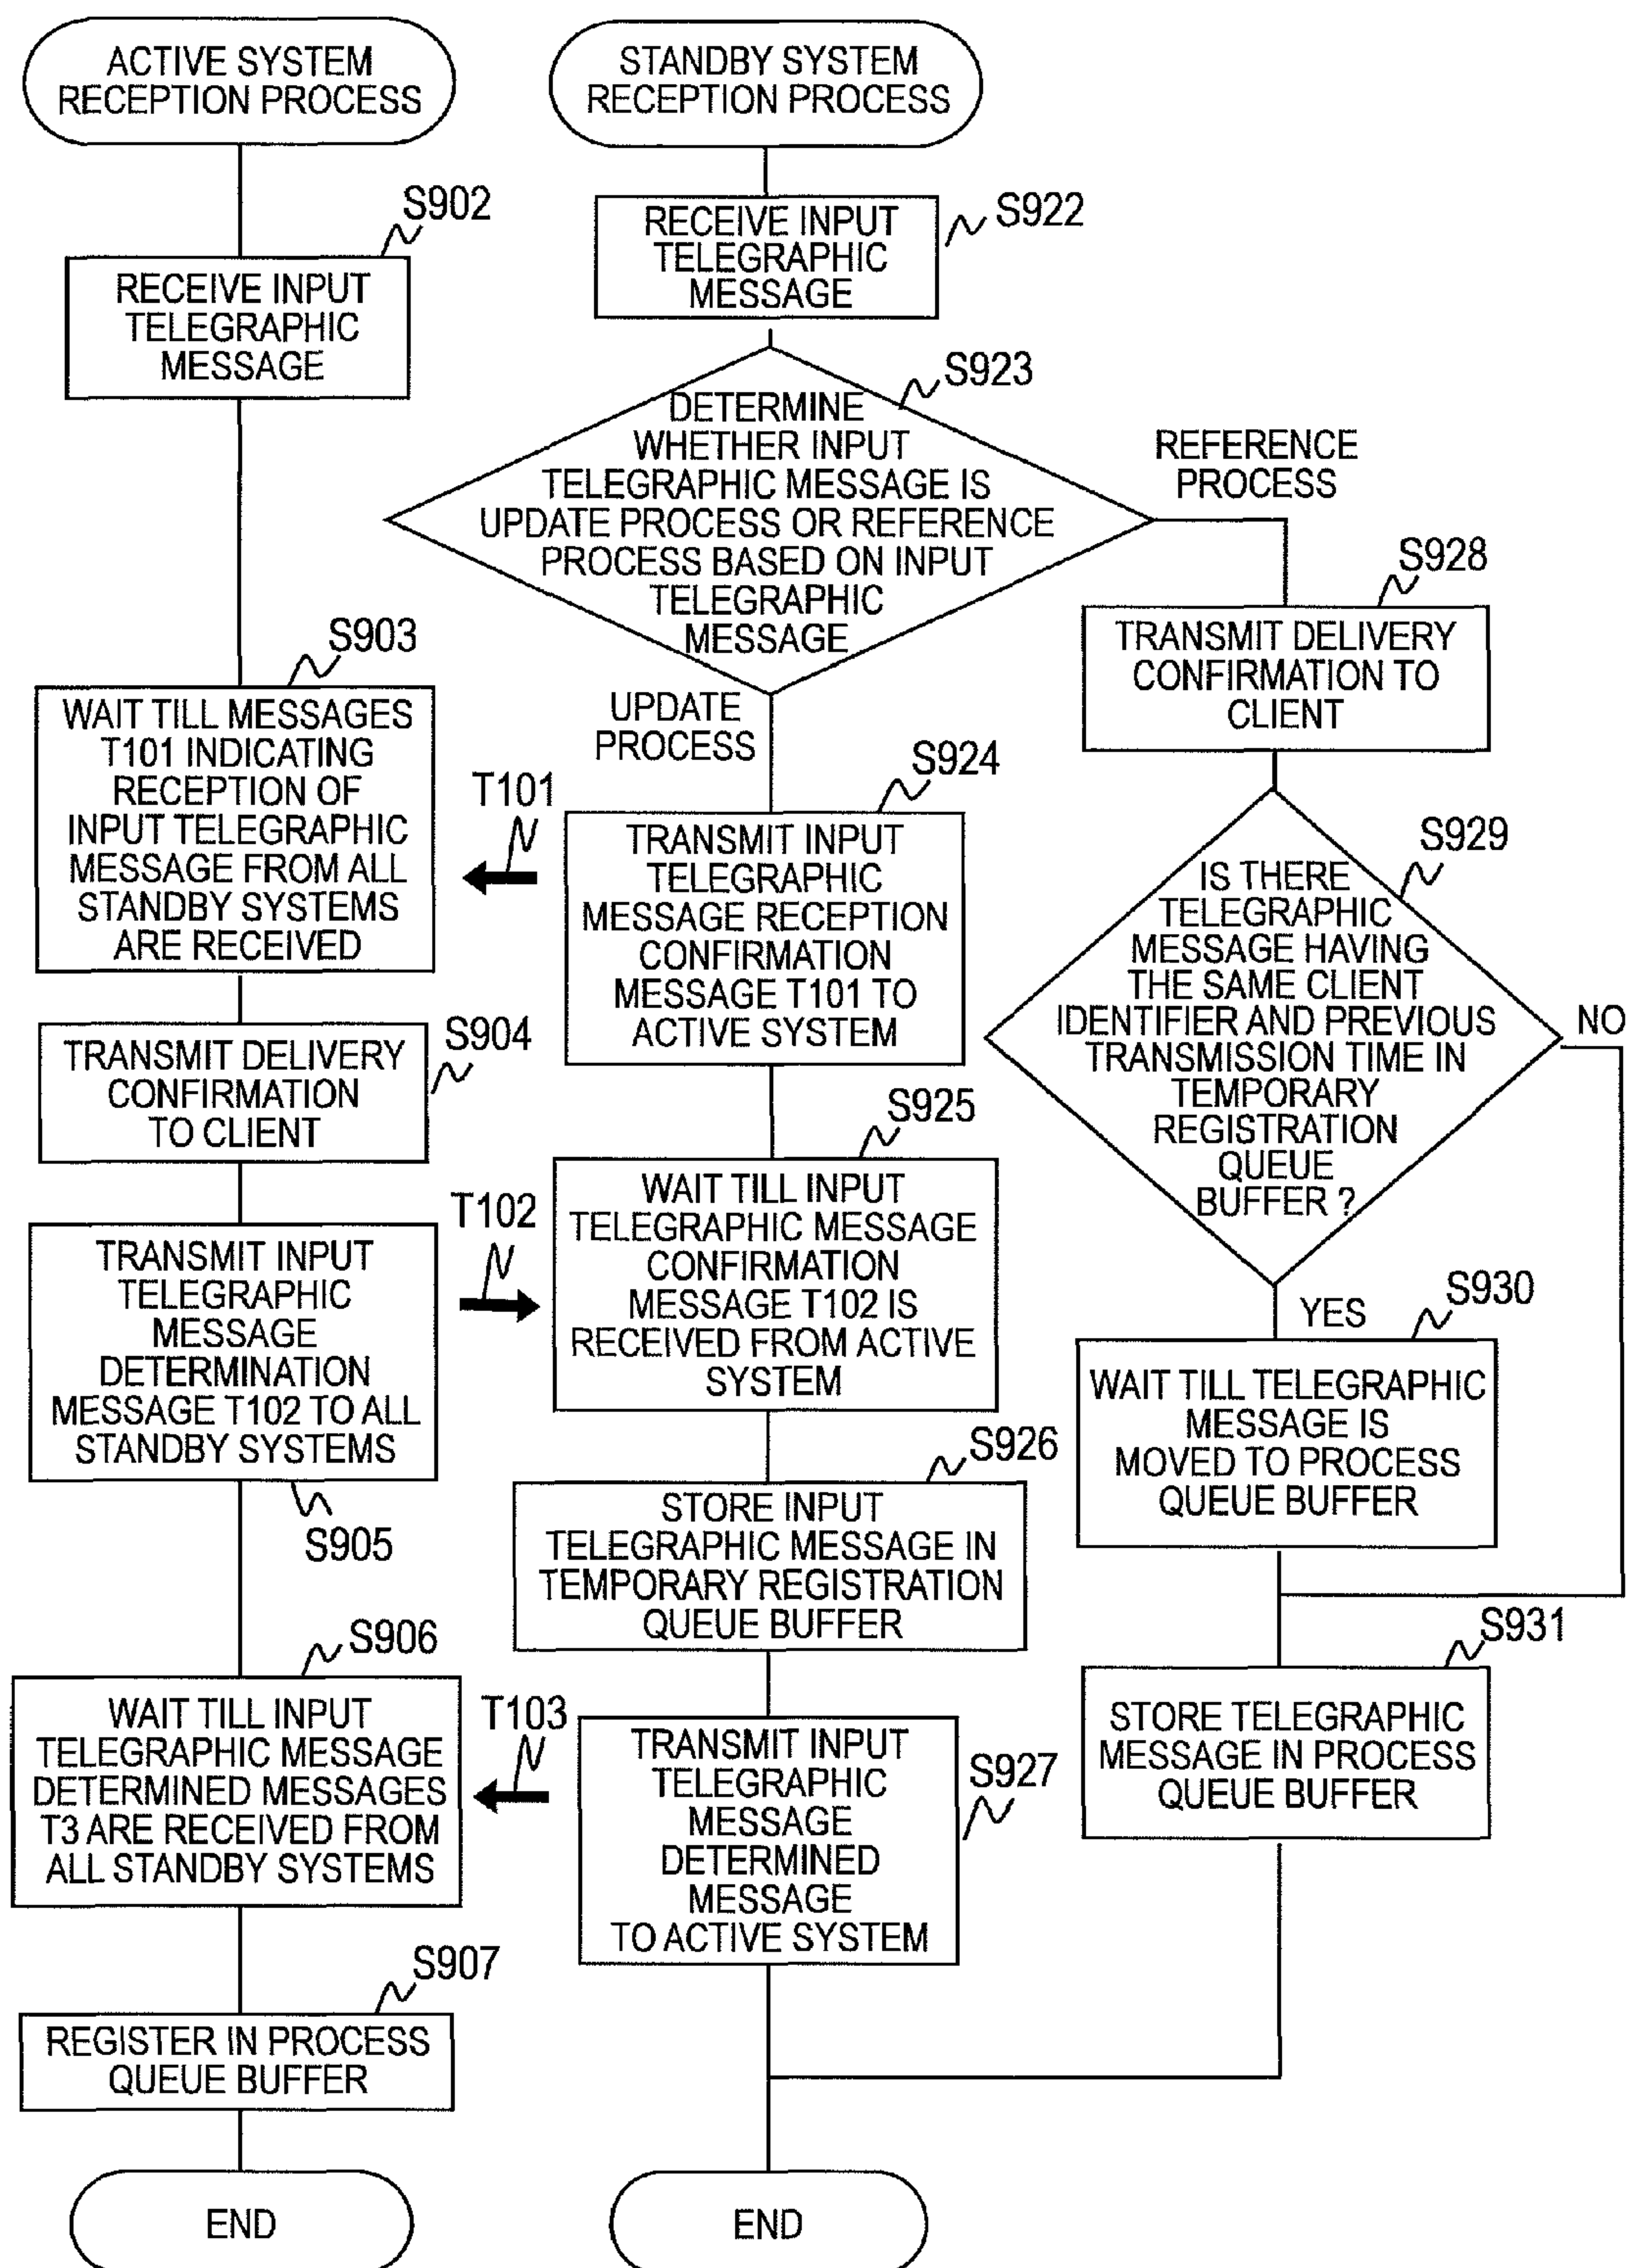 ACTIVE SYSTEM
RECEPTION PROCESS
S902
RECEIVE INPUT
TELEGRAPHIC
MESSAGE
S903
WAIT TILL MESSAGES
T101 INDICATING
RECEPTION OF
INPUT TELEGRAPHIC
MESSAGE FROM ALL
STANDBY SYSTEMS
ARE RECEIVED
T101
S904
TRANSMIT DELIVERY
CONFIRMATION
TO CLIENT
TRANSMIT INPUT
TELEGRAPHIC
MESSAGE
DETERMINATION
MESSAGE T102 TO ALL
STANDBY SYSTEMS
S905
T102
S906
WAIT TILL INPUT
TELEGRAPHIC MESSAGE
DETERMINED MESSAGES
T3 ARE RECEIVED FROM
ALL STANDBY SYSTEMS
T103
S907
REGISTER IN PROCESS
QUEUE BUFFER
END
STANDBY SYSTEM
RECEPTION PROCESS
S922
RECEIVE INPUT
TELEGRAPHIC
MESSAGE
S923
DETERMINE
WHETHER INPUT
TELEGRAPHIC MESSAGE IS
UPDATE PROCESS OR REFERENCE
PROCESS BASED ON INPUT
TELEGRAPHIC
MESSAGE
UPDATE
PROCESS
S924
TRANSMIT INPUT
TELEGRAPHIC
MESSAGE RECEPTION
CONFIRMATION
MESSAGE T101 TO
ACTIVE SYSTEM
S925
WAIT TILL INPUT
TELEGRAPHIC MESSAGE
CONFIRMATION
MESSAGE T102 IS
RECEIVED FROM ACTIVE
SYSTEM
S926
STORE INPUT
TELEGRAPHIC MESSAGE IN
TEMPORARY REGISTRATION
QUEUE BUFFER
S927
TRANSMIT INPUT
TELEGRAPHIC
MESSAGE
DETERMINED
MESSAGE
TO ACTIVE SYSTEM
END
REFERENCE
PROCESS
S928
TRANSMIT DELIVERY
CONFIRMATION TO
CLIENT
S929
IS THERE
TELEGRAPHIC
MESSAGE HAVING
THE SAME CLIENT
IDENTIFIER AND PREVIOUS
TRANSMISSION TIME IN
TEMPORARY
REGISTRATION
QUEUE
BUFFER ?
NO
YES
S930
WAIT TILL TELEGRAPHIC
MESSAGE IS
MOVED TO PROCESS
QUEUE BUFFER
S931
STORE TELEGRAPHIC
MESSAGE IN PROCESS
QUEUE BUFFER